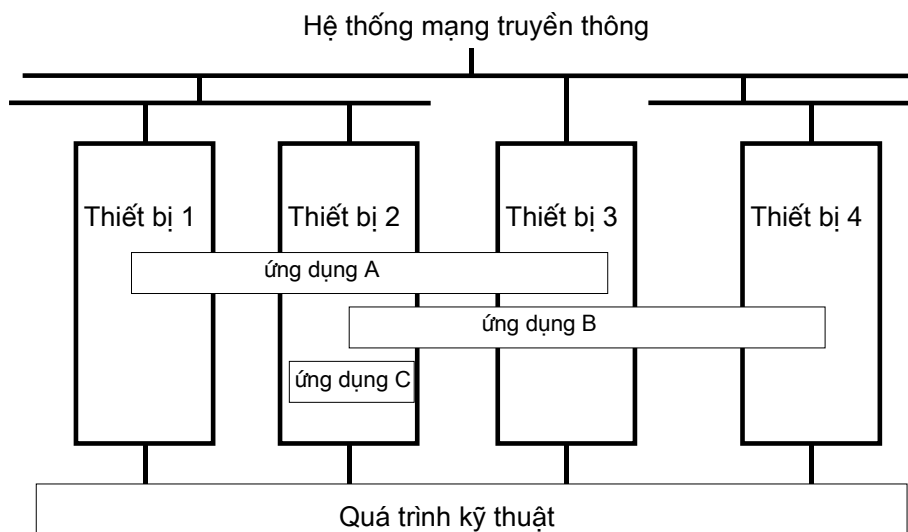 Hệ thống mạng truyền thông
Thiết bị 1
Thiết bị 2
Thiết bị 3
Thiết bị 4
ứng dụng A
ứng dụng B
ứng dụng C
Quá trình kỹ thuật